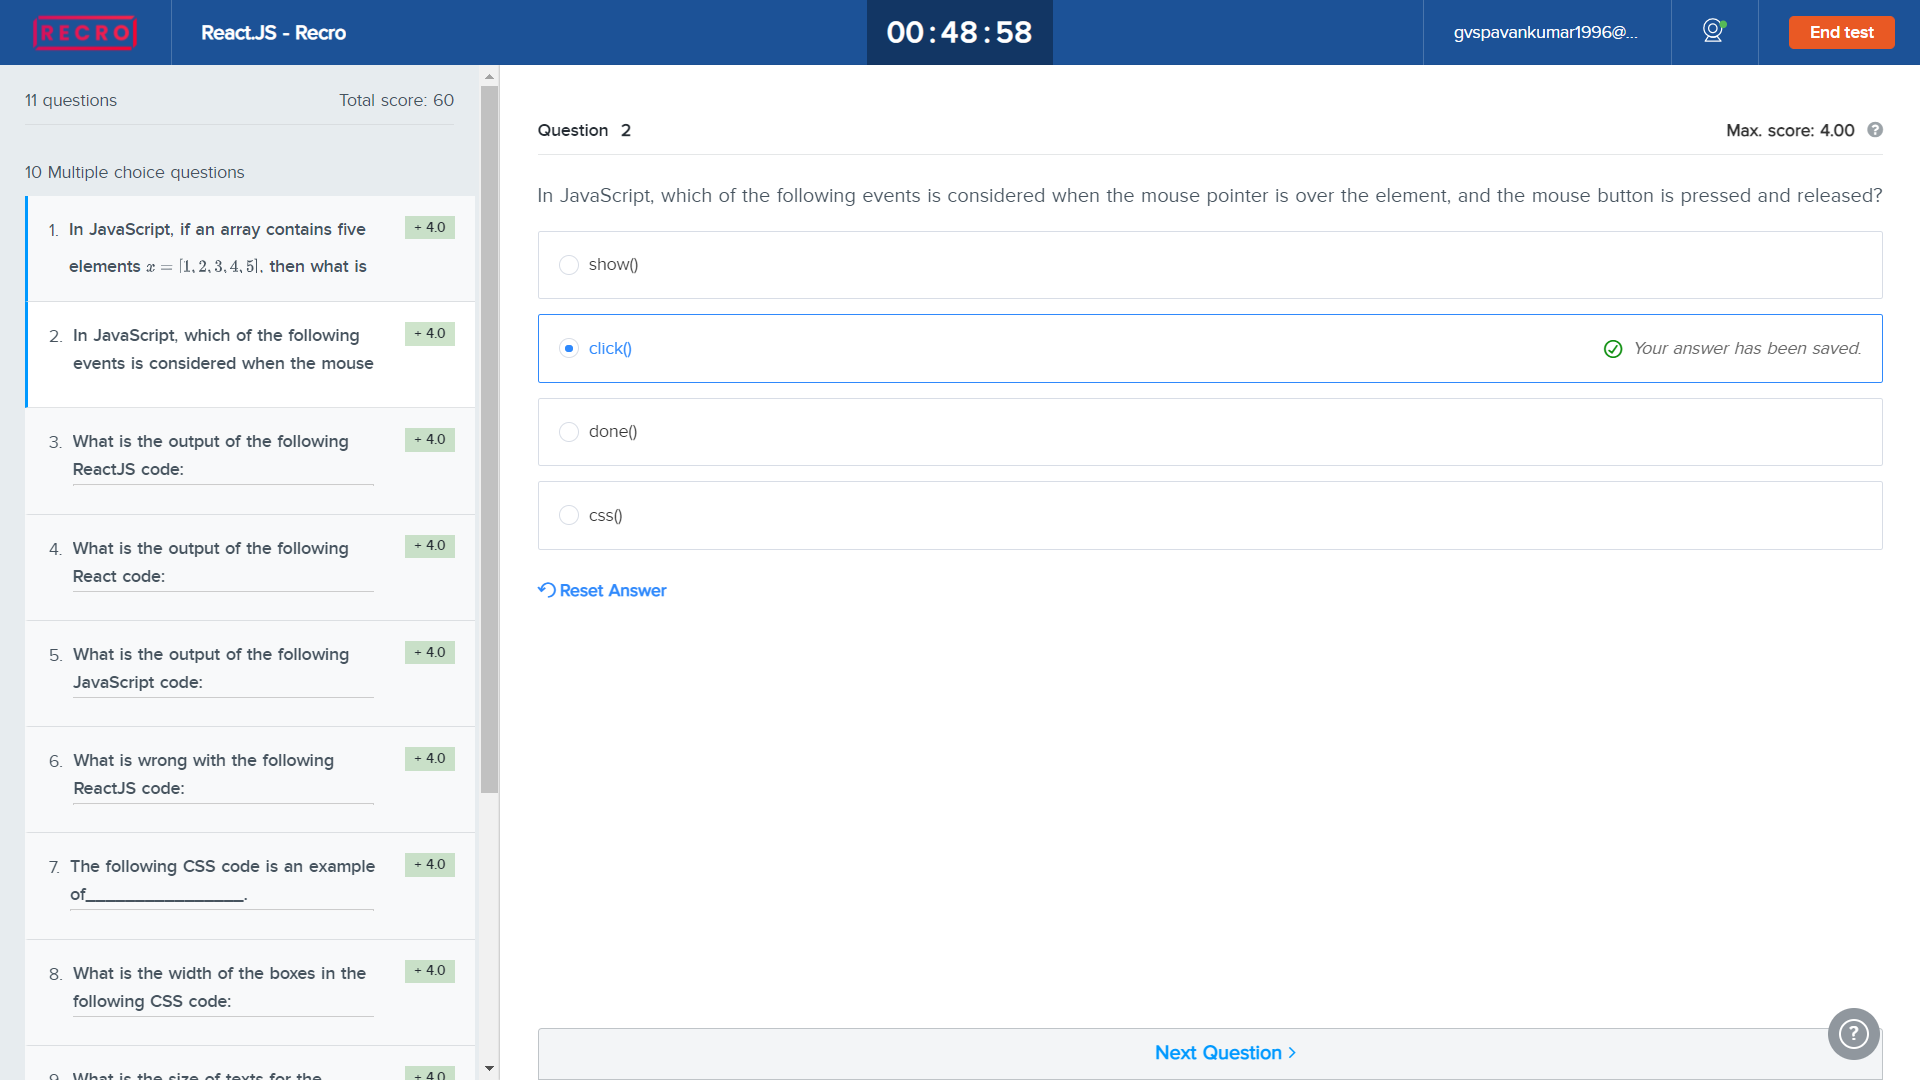 RECRO
React.JS - Recro
00:48:58
gvspavankumar1996@...
End test
11 questions
Total score: 60
10 Multiple choice questions
1. In JavaScript, if an array contains five
elements x = [1, 2, 3, 4, 5], then what is
+ 4.0
2. In JavaScript, which of the following
events is considered when the mouse
+ 4.0
3. What is the output of the following
ReactJS code:
+ 4.0
4. What is the output of the following
React code:
+ 4.0
5. What is the output of the following
JavaScript code:
+ 4.0
6. What is wrong with the following
ReactJS code:
+ 4.0
7. The following CSS code is an example
of_________________.
+ 4.0
8. What is the width of the boxes in the
following CSS code:
+ 4.0
9. What is the size of texts for the
+ 4.0
Question 2
Max. score: 4.00 ?
In JavaScript, which of the following events is considered when the mouse pointer is over the element, and the mouse button is pressed and released?
show()
click()
Your answer has been saved.
done()
css()
Reset Answer
Next Question >
?